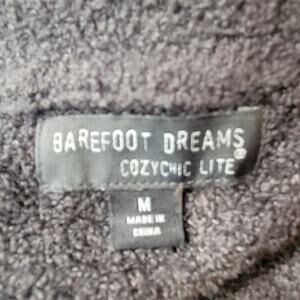 BAREFOOT DREAMS®
COZYCHIC LITE
M
MADE IN
CHINA